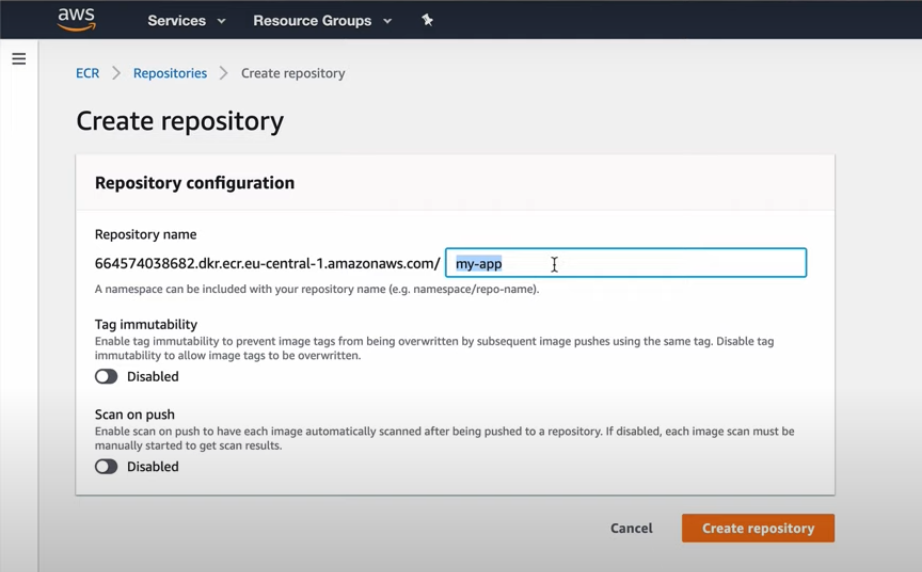 aws Services Resource Groups
ECR > Repositories > Create repository
Create repository
Repository configuration
Repository name
664574038682.dkr.ecr.eu-central-1.amazonaws.com/ my-app
A namespace can be included with your repository name (e.g. namespace/repo-name).
Tag immutability
Enable tag immutability to prevent image tags from being overwritten by subsequent image pushes using the same tag. Disable tag
immutability to allow image tags to be overwritten.
Disabled
Scan on push
Enable scan on push to have each image automatically scanned after being pushed to a repository. If disabled, each image scan must be
manually started to get scan results.
Disabled
Cancel Create repository